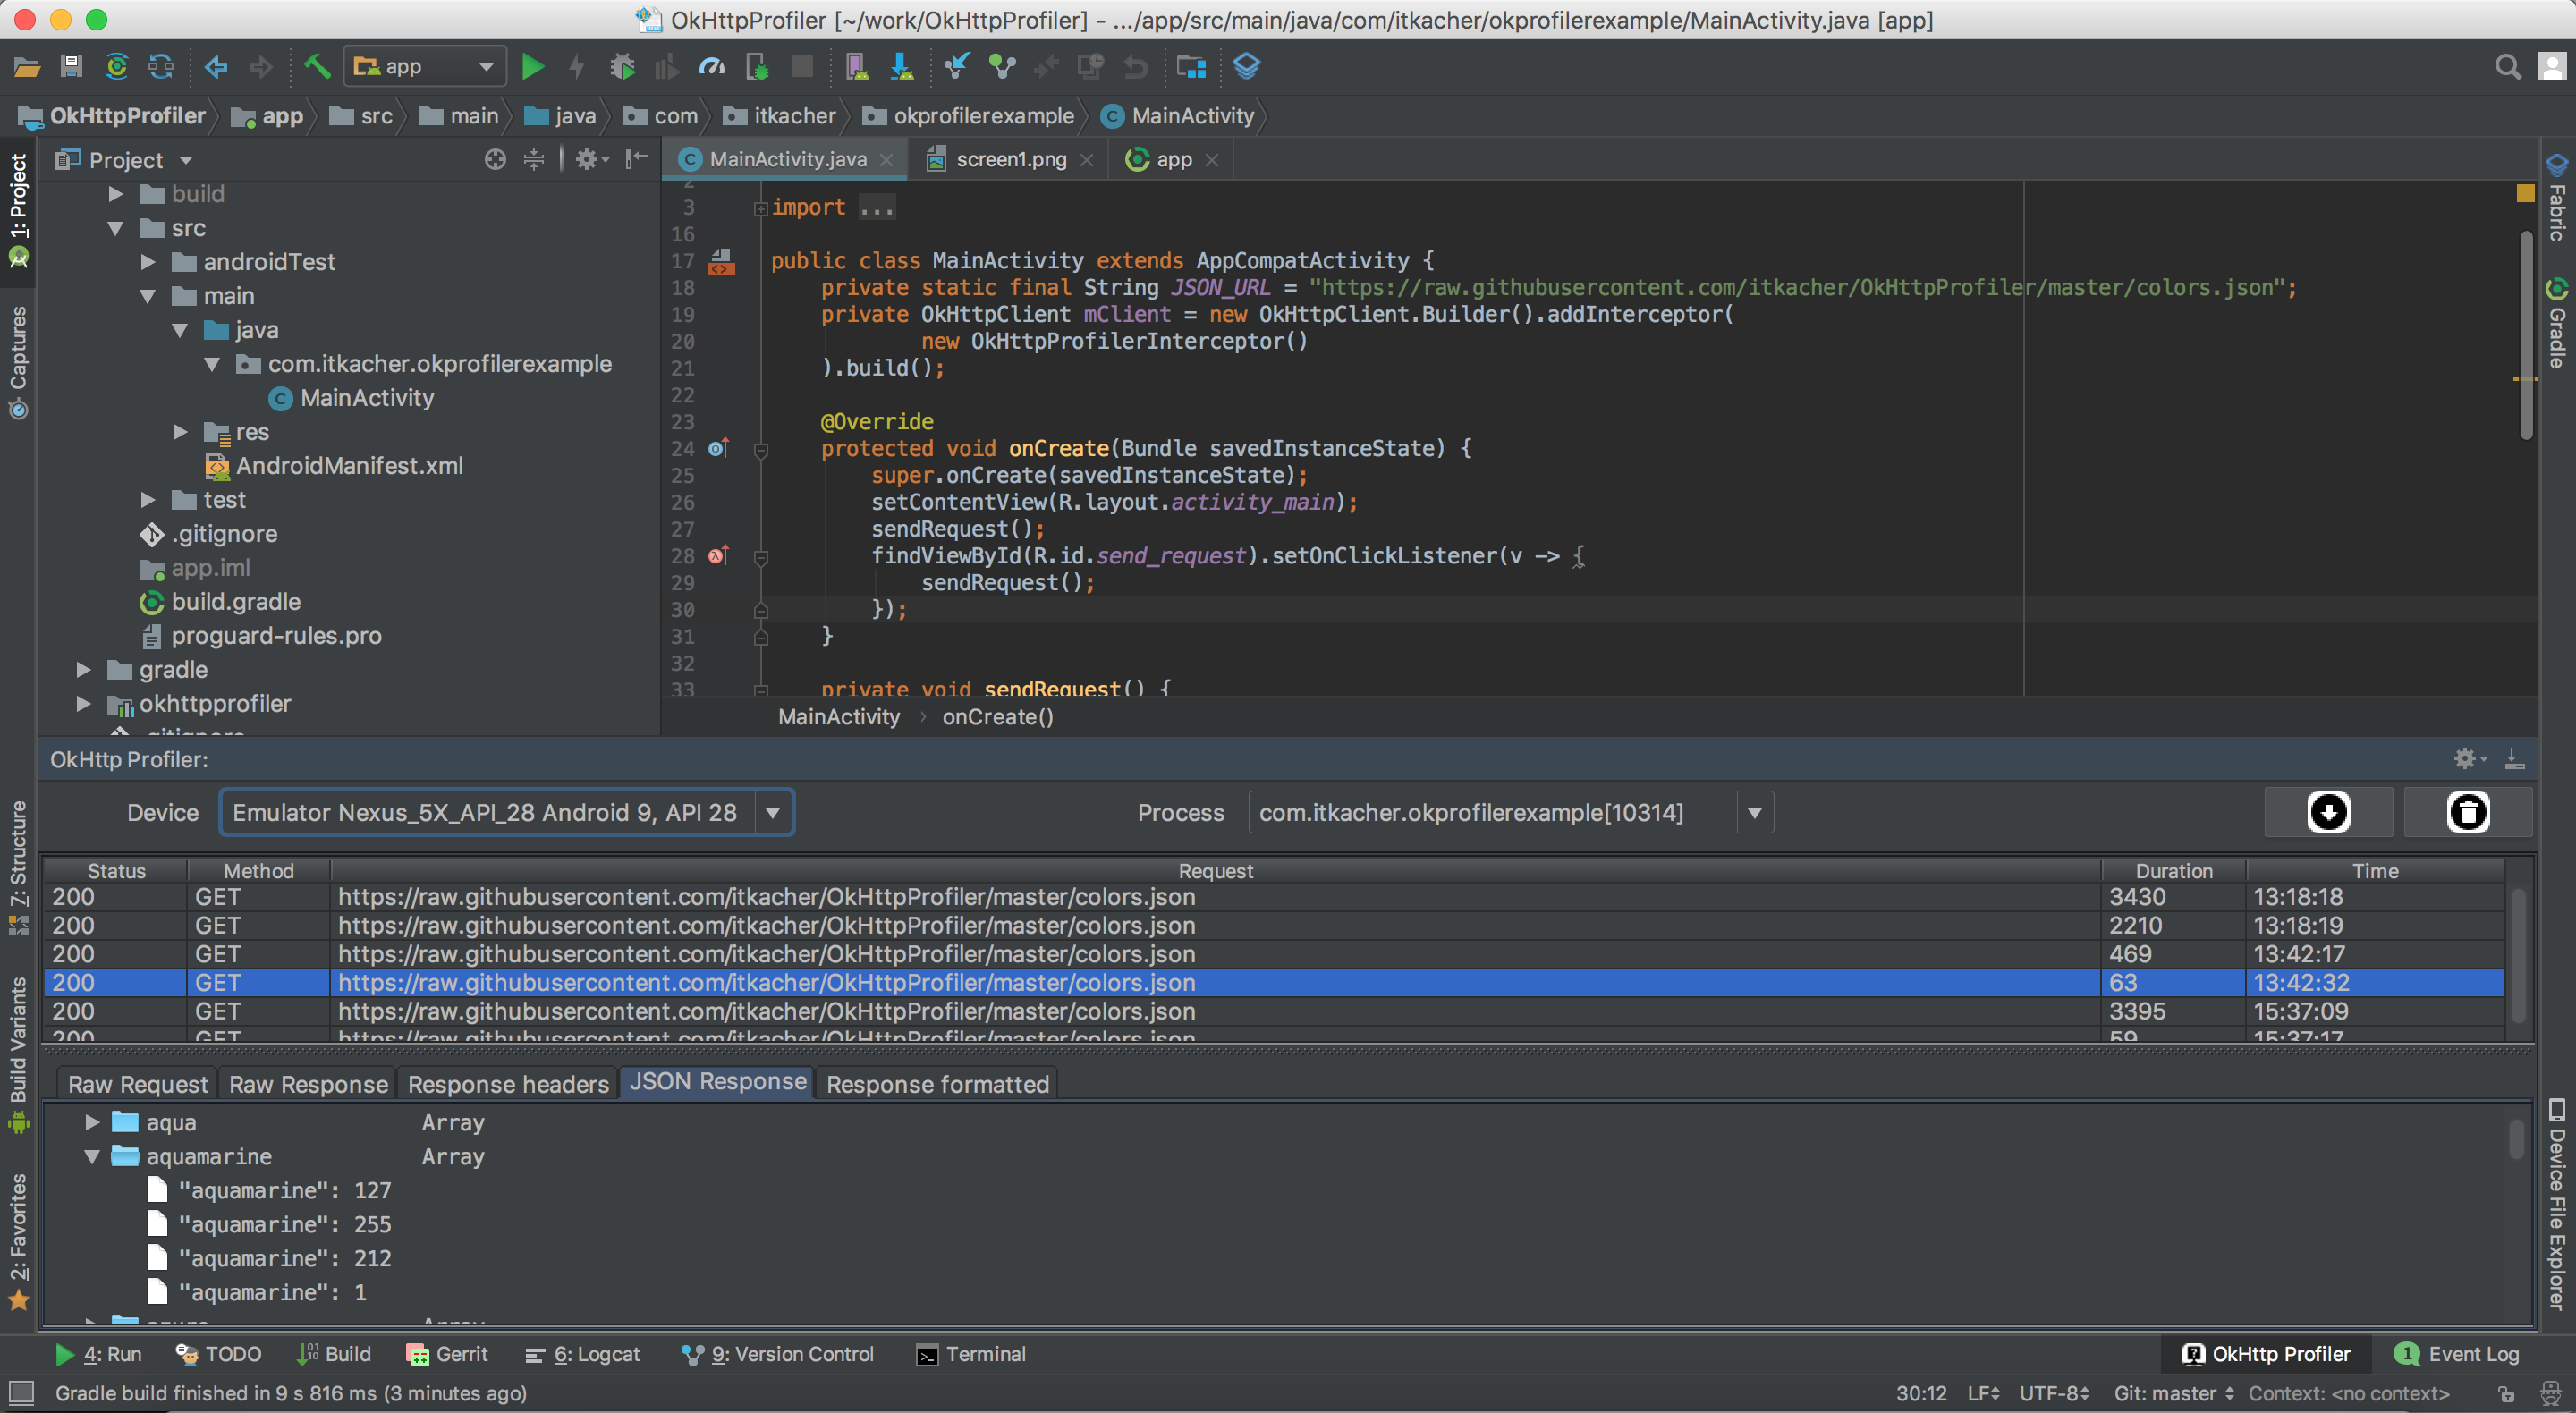 OkHttpProfiler [~/work/OkHttpProfiler] - .../app/src/main/java/com/itkacher/okprofilerexample/MainActivity.java [app]
app
OkHttpProfiler app src main java com itkacher okprofilerexample MainActivity
1: Project
Captures
7: Structure
Build Variants
2: Favorites
Project
build
src
androidTest
main
java
com.itkacher.okprofilerexample
MainActivity
res
AndroidManifest.xml
test
.gitignore
app.iml
build.gradle
proguard-rules.pro
gradle
okhttpprofiler
.gitignore
MainActivity.java screen1.png app
2
3 import ...
16
17 public class MainActivity extends AppCompatActivity {
18 private static final String JSON_URL = "https://raw.githubusercontent.com/itkacher/OkHttpProfiler/master/colors.json";
19 private OkHttpClient mClient = new OkHttpClient.Builder().addInterceptor(
20 new OkHttpProfilerInterceptor()
21 ).build();
22
23 @Override
24 protected void onCreate(Bundle savedInstanceState) {
25 super.onCreate(savedInstanceState);
26 setContentView(R.layout.activity_main);
27 sendRequest();
28 findViewById(R.id.send_request).setOnClickListener(v -> {
29 sendRequest();
30 });
31 }
32
33 private void sendRequest() {
MainActivity › onCreate()
Fabric
Gradle
Device File Explorer
OkHttp Profiler:
Device Emulator Nexus_5X_API_28 Android 9, API 28 Process com.itkacher.okprofilerexample[10314]
Status Method Request Duration Time
200 GET https://raw.githubusercontent.com/itkacher/OkHttpProfiler/master/colors.json 3430 13:18:18
200 GET https://raw.githubusercontent.com/itkacher/OkHttpProfiler/master/colors.json 2210 13:18:19
200 GET https://raw.githubusercontent.com/itkacher/OkHttpProfiler/master/colors.json 469 13:42:17
200 GET https://raw.githubusercontent.com/itkacher/OkHttpProfiler/master/colors.json 63 13:42:32
200 GET https://raw.githubusercontent.com/itkacher/OkHttpProfiler/master/colors.json 3395 15:37:09
200 GET https://raw.githubusercontent.com/itkacher/OkHttpProfiler/master/colors.json 59 15:37:17
Raw Request Raw Response Response headers JSON Response Response formatted
aqua Array
aquamarine Array
"aquamarine": 127
"aquamarine": 255
"aquamarine": 212
"aquamarine": 1
azure Array
4: Run TODO Build Gerrit 6: Logcat 9: Version Control Terminal OkHttp Profiler 1 Event Log
Gradle build finished in 9 s 816 ms (3 minutes ago) 30:12 LF UTF-8 Git: master Context: <no context>